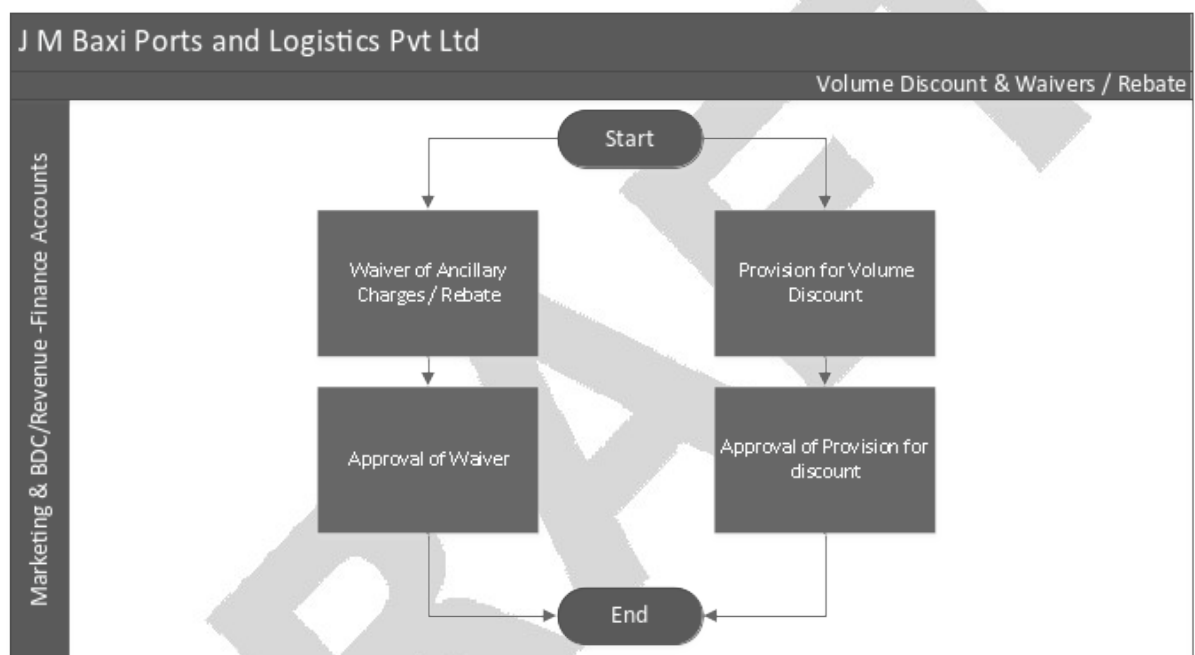 J M Baxi Ports and Logistics Pvt Ltd
Volume Discount & Waivers / Rebate
Marketing & BDC/Revenue -Finance Accounts
Start
Waiver of Ancillary
Charges / Rebate
Provision for Volume
Discount
Approval of Waiver
Approval of Provision for
discount
End